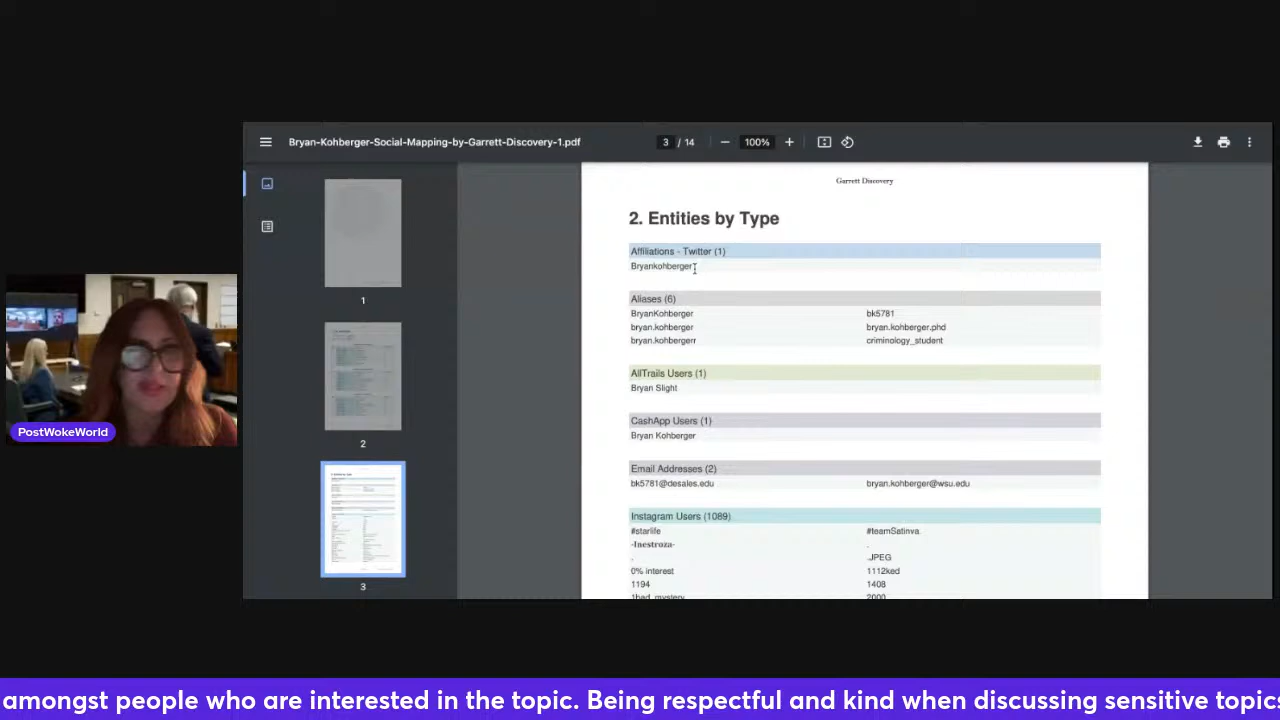 Bryan-Kohberger-Social-Mapping-by-Garrett-Discovery-1.pdf
3 / 14
100%
1
2
3
Garrett Discovery
2. Entities by Type
Affiliations - Twitter (1)
Bryankohberger
Aliases (6)
BryanKohberger bk5781
bryan.kohberger bryan.kohberger.phd
bryan.kohbergerr criminology_student
AllTrails Users (1)
Bryan Slight
CashApp Users (1)
Bryan Kohberger
Email Addresses (2)
bk5781@desales.edu bryan.kohberger@wsu.edu
Instagram Users (1089)
#starlife #teamSatinva
-Inestroza- .
. .JPEG
0% interest 1112ked
1194 1408
1bad_mystery 2000
PostWokeWorld
amongst people who are interested in the topic. Being respectful and kind when discussing sensitive topics